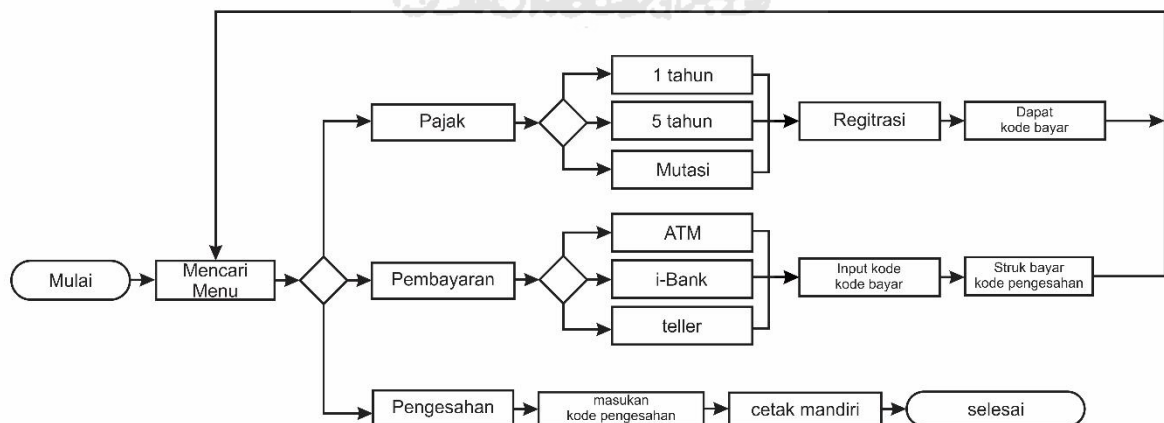 1 tahun
Pajak
5 tahun
Regitrasi
Dapat
kode bayar
Mutasi
ATM
Mulai
Mencari
Menu
Pembayaran
i-Bank
Input kode
kode bayar
Struk bayar
kode pengesahan
teller
Pengesahan
masukan
kode pengesahan
cetak mandiri
selesai